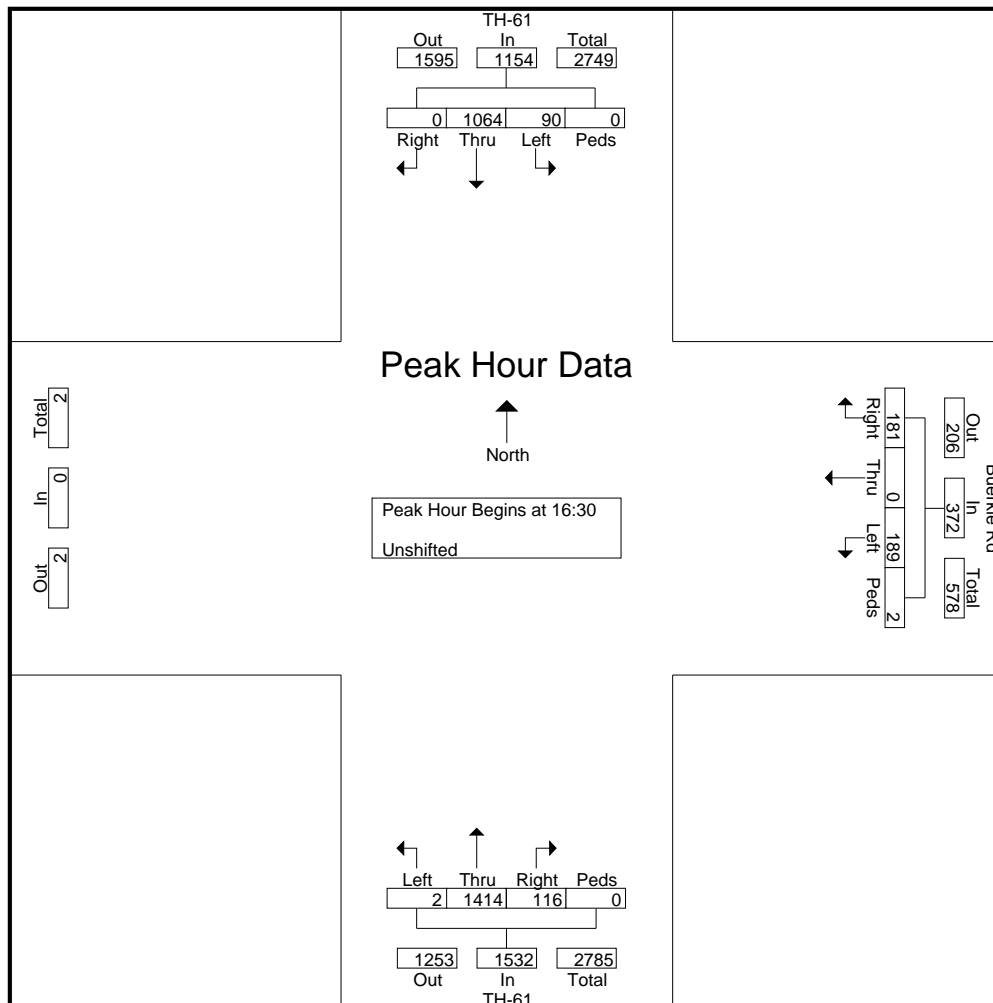 TH-61
Out In Total
1595 1154 2749
0 1064 90 0
Right Thru Left Peds
Peak Hour Data
North
Peak Hour Begins at 16:30
Unshifted
Total In Out
2 0 2
Out In Total
206 372 578
181 0 189 2
Right Thru Left Peds
Left Thru Right Peds
2 1414 116 0
1253 1532 2785
Out In Total
TH-61